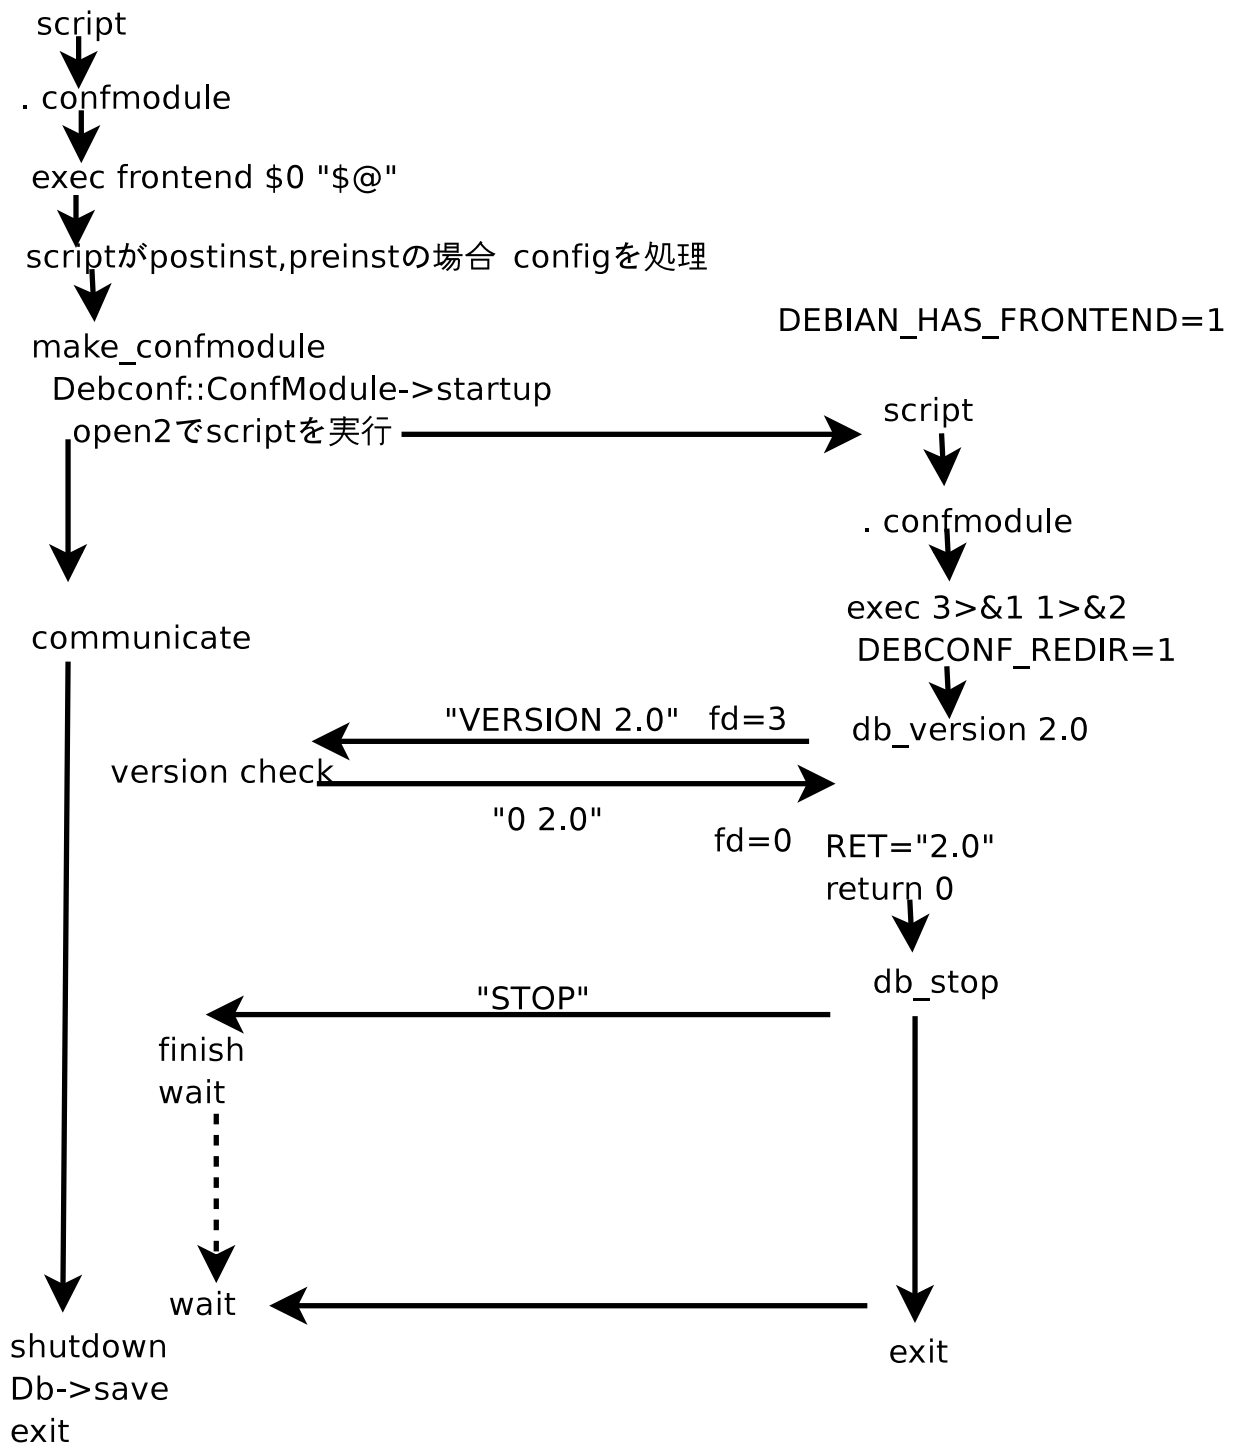 script
. confmodule
exec frontend $0 "$@"
scriptがpostinst,preinstの場合 configを処理
make_confmodule
Debconf::ConfModule->startup
open2でscriptを実行
DEBIAN_HAS_FRONTEND=1
script
. confmodule
exec 3>&1 1>&2
DEBCONF_REDIR=1
communicate
"VERSION 2.0" fd=3
db_version 2.0
version check
"0 2.0"
fd=0
RET="2.0"
return 0
db_stop
"STOP"
finish
wait
wait
exit
shutdown
Db->save
exit